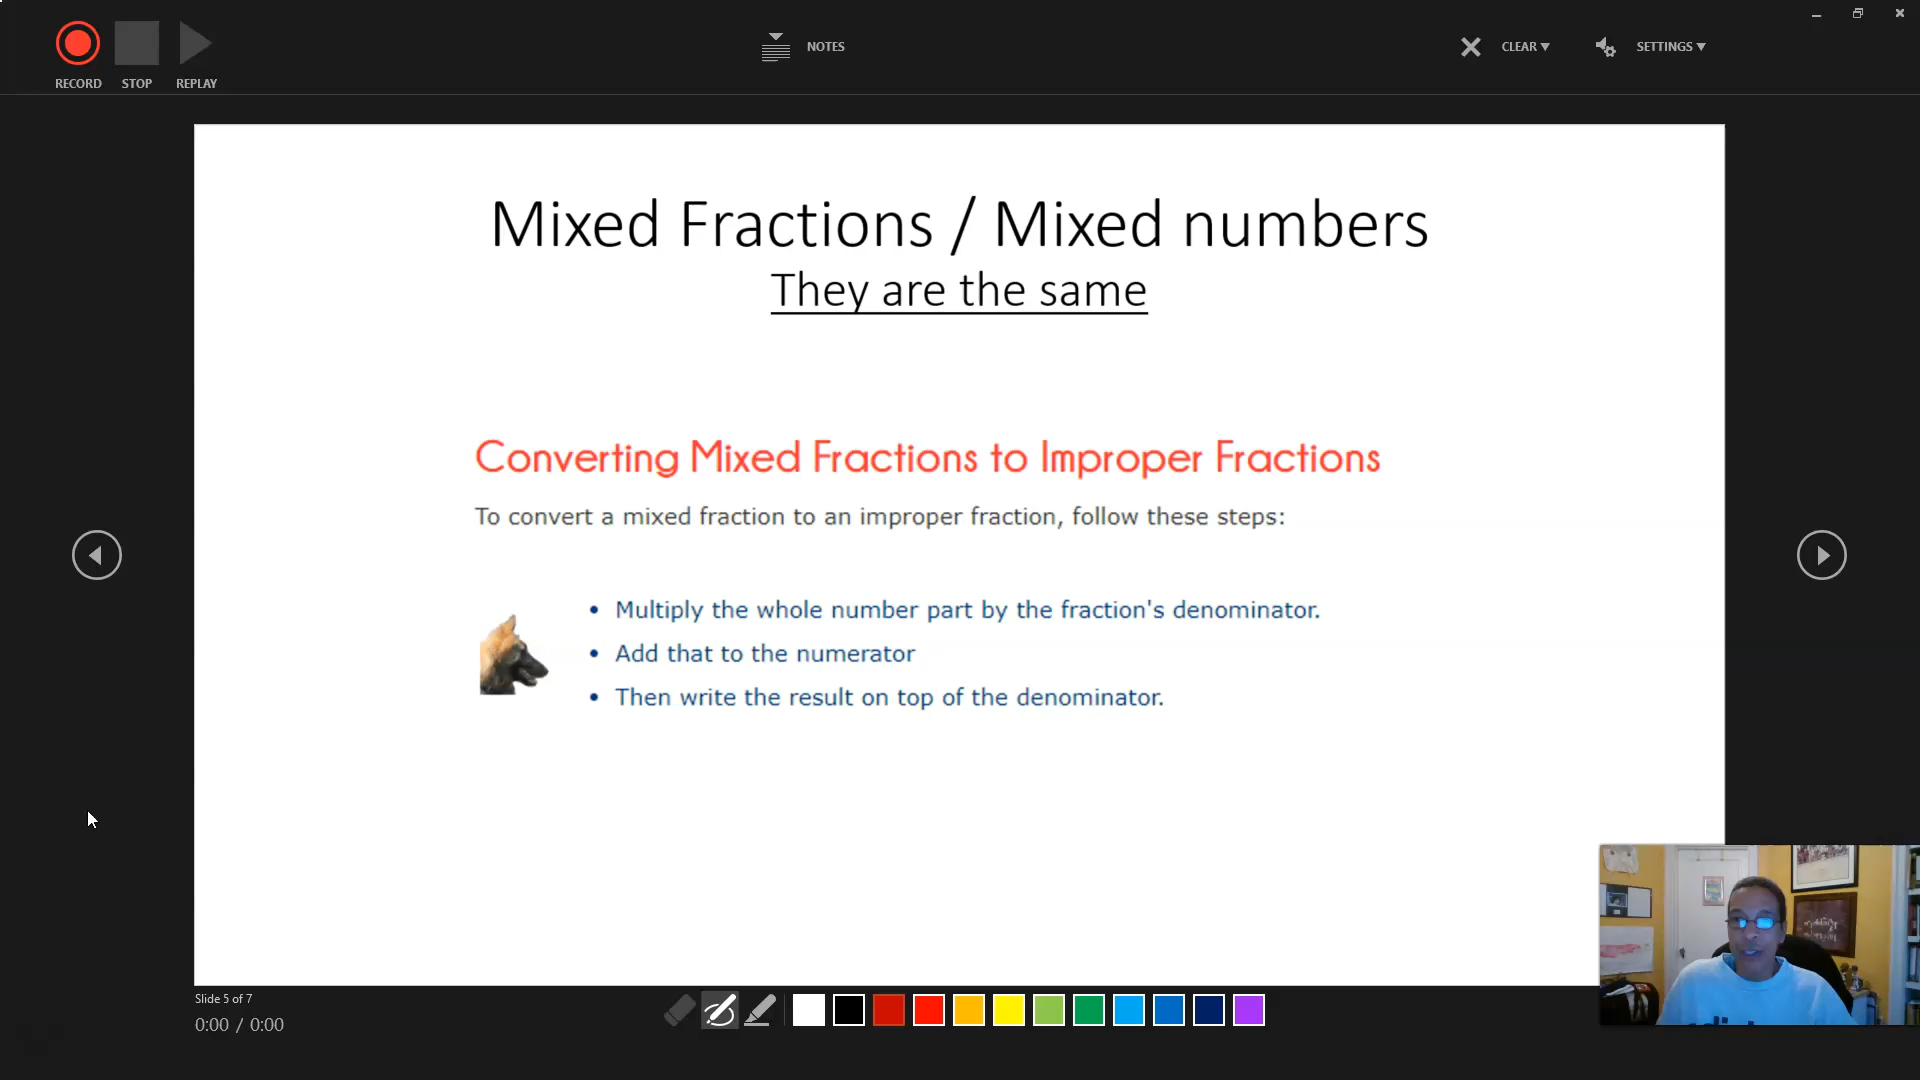 RECORD
STOP
REPLAY
NOTES
CLEAR
SETTINGS
Mixed Fractions / Mixed numbers
They are the same
Converting Mixed Fractions to Improper Fractions
To convert a mixed fraction to an improper fraction, follow these steps:
• Multiply the whole number part by the fraction's denominator.
• Add that to the numerator
• Then write the result on top of the denominator.
Slide 5 of 7
0:00 / 0:00